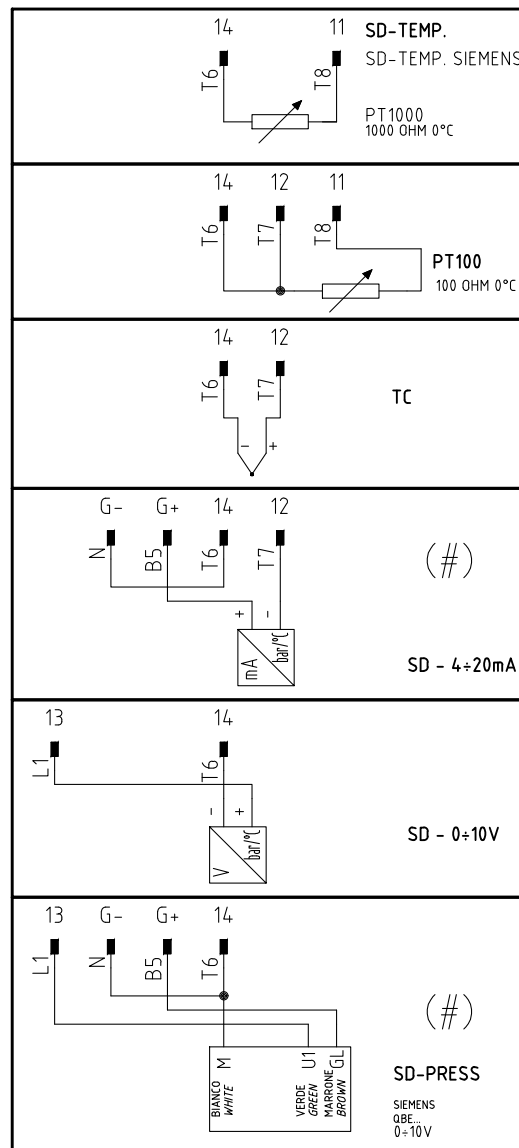 14 11 SD-TEMP.
SD-TEMP. SIEMENS
T6 T8
PT1000
1000 OHM 0°C
14 12 11
T6 T7 T8
PT100
100 OHM 0°C
14 12
T6 T7
TC
- +
G- G+ 14 12
N B5 T6 T7
(#)
+ -
mA bar/°C
SD - 4÷20mA
13 14
L1 T6
- +
V bar/°C
SD - 0÷10V
13 G- G+ 14
L1 N B5 T6
(#)
M U1 GL
BIANCO VERDE MARRONE
WHITE GREEN BROWN
SD-PRESS
SIEMENS
QBE...
0÷10V